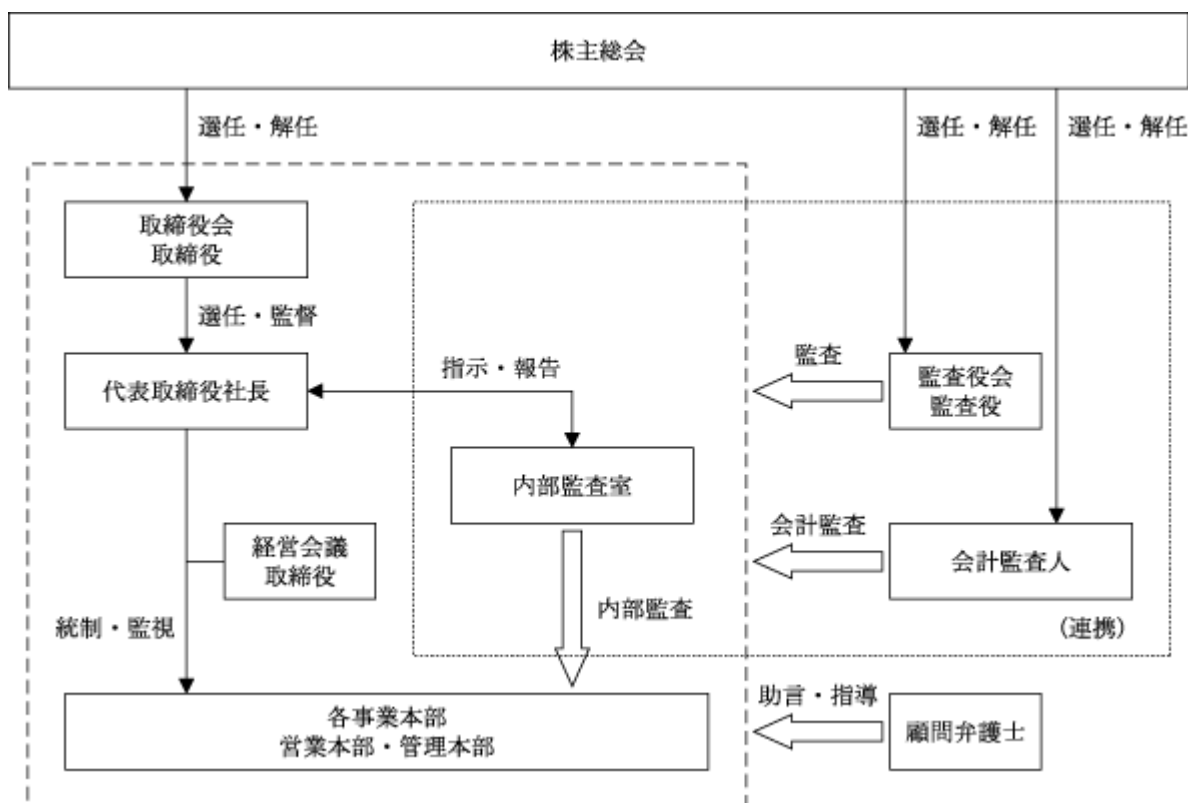 株主総会
選任・解任
選任・解任
選任・解任
取締役会
取締役
選任・監督
代表取締役社長
指示・報告
監査
監査役会
監査役
内部監査室
経営会議
取締役
会計監査
会計監査人
統制・監視
内部監査
(連携)
各事業本部
営業本部・管理本部
助言・指導
顧問弁護士